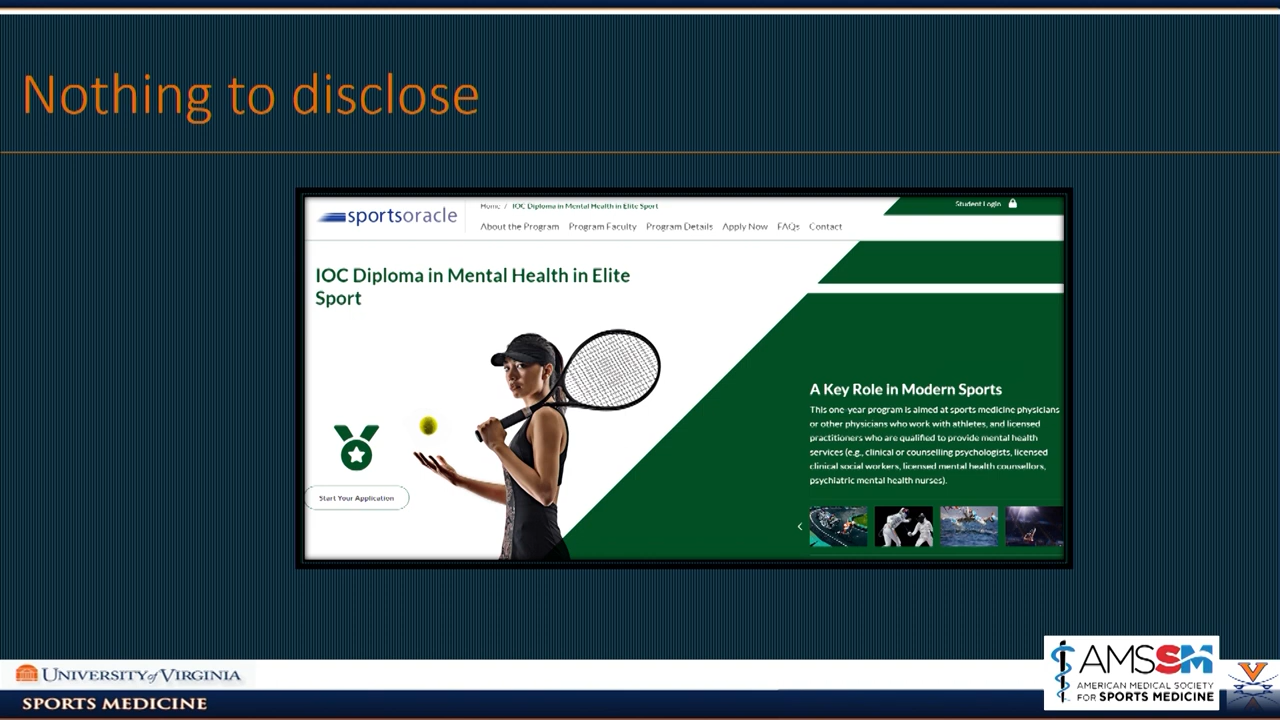 Nothing to disclose
sportsoracle
Home / IOC Diploma in Mental Health in Elite Sport
Student Login
About the Program Program Faculty Program Details Apply Now FAQs Contact
IOC Diploma in Mental Health in Elite
Sport
Start Your Application
A Key Role in Modern Sports
This one-year program is aimed at sports medicine physicians
or other physicians who work with athletes, and licensed
practitioners who are qualified to provide mental health
services (e.g., clinical or counselling psychologists, licensed
clinical social workers, licensed mental health counsellors,
psychiatric mental health nurses).
UNIVERSITY of VIRGINIA
SPORTS MEDICINE
AMSSM
AMERICAN MEDICAL SOCIETY
FOR SPORTS MEDICINE